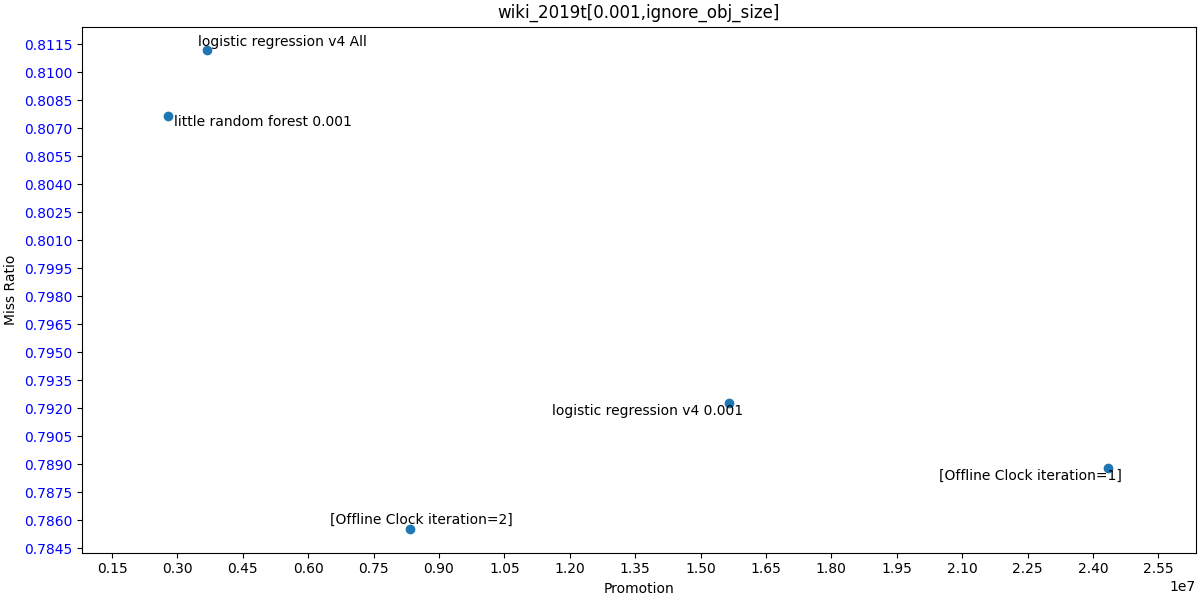 wiki_2019t[0.001,ignore_obj_size]
0.8115
0.8100
0.8085
0.8070
0.8055
0.8040
0.8025
0.8010
0.7995
0.7980
0.7965
0.7950
0.7935
0.7920
0.7905
0.7890
0.7875
0.7860
0.7845
Miss Ratio
logistic regression v4 All
little random forest 0.001
logistic regression v4 0.001
[Offline Clock iteration=1]
[Offline Clock iteration=2]
0.15 0.30 0.45 0.60 0.75 0.90 1.05 1.20 1.35 1.50 1.65 1.80 1.95 2.10 2.25 2.40 2.55
1e7
Promotion